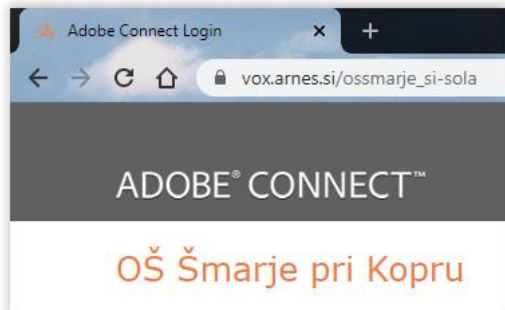 Adobe Connect Login
vox.arnes.si/ossmarje_si-sola
ADOBE® CONNECT™
OŠ Šmarje pri Kopru